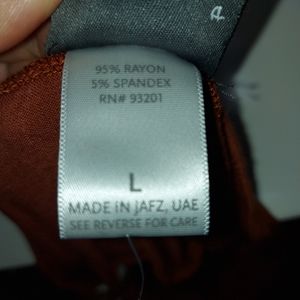 95% RAYON
5% SPANDEX
RN# 93201
L
MADE IN JAFZ, UAE
SEE REVERSE FOR CARE